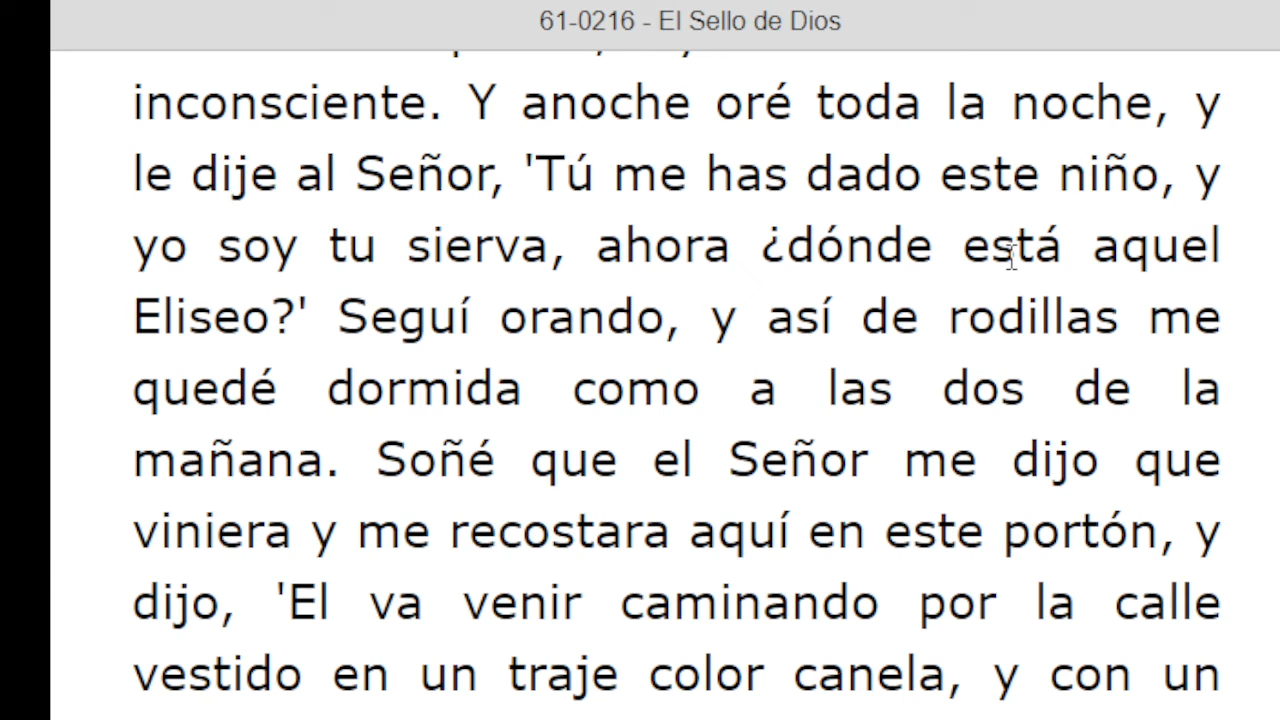 61-0216 - El Sello de Dios
inconsciente. Y anoche oré toda la noche, y
le dije al Señor, 'Tú me has dado este niño, y
yo soy tu sierva, ahora ¿dónde está aquel
Eliseo?' Seguí orando, y así de rodillas me
quedé dormida como a las dos de la
mañana. Soñé que el Señor me dijo que
viniera y me recostara aquí en este portón, y
dijo, 'El va venir caminando por la calle
vestido en un traje color canela, y con un